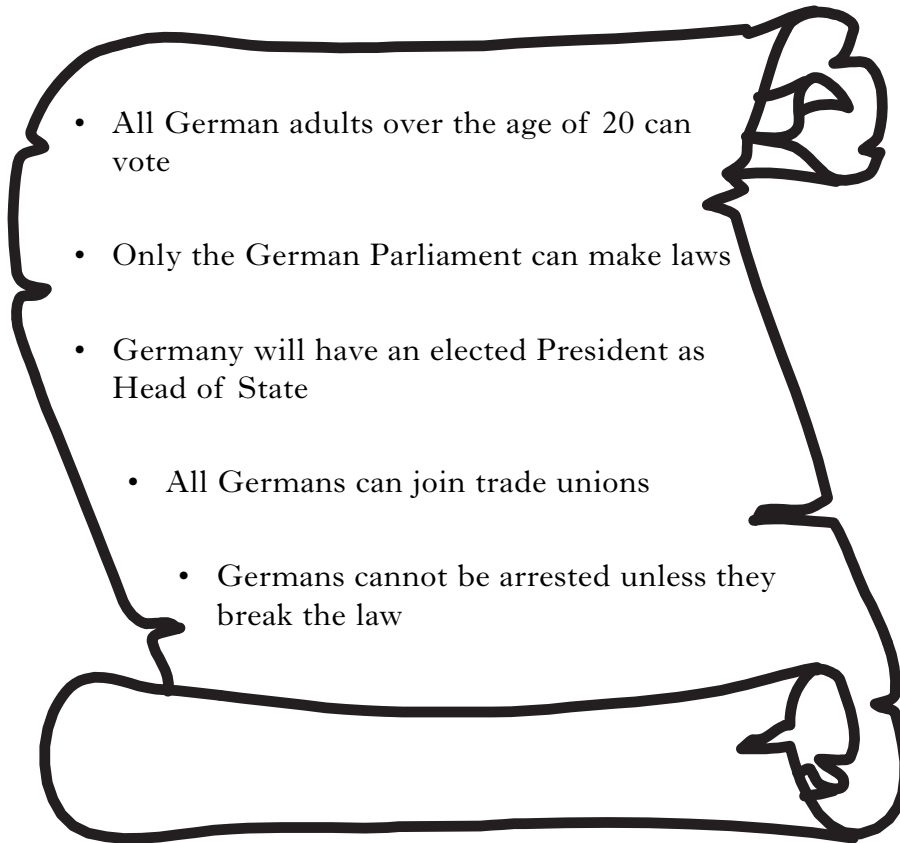 • All German adults over the age of 20 can
vote
• Only the German Parliament can make laws
• Germany will have an elected President as
Head of State
• All Germans can join trade unions
• Germans cannot be arrested unless they
break the law